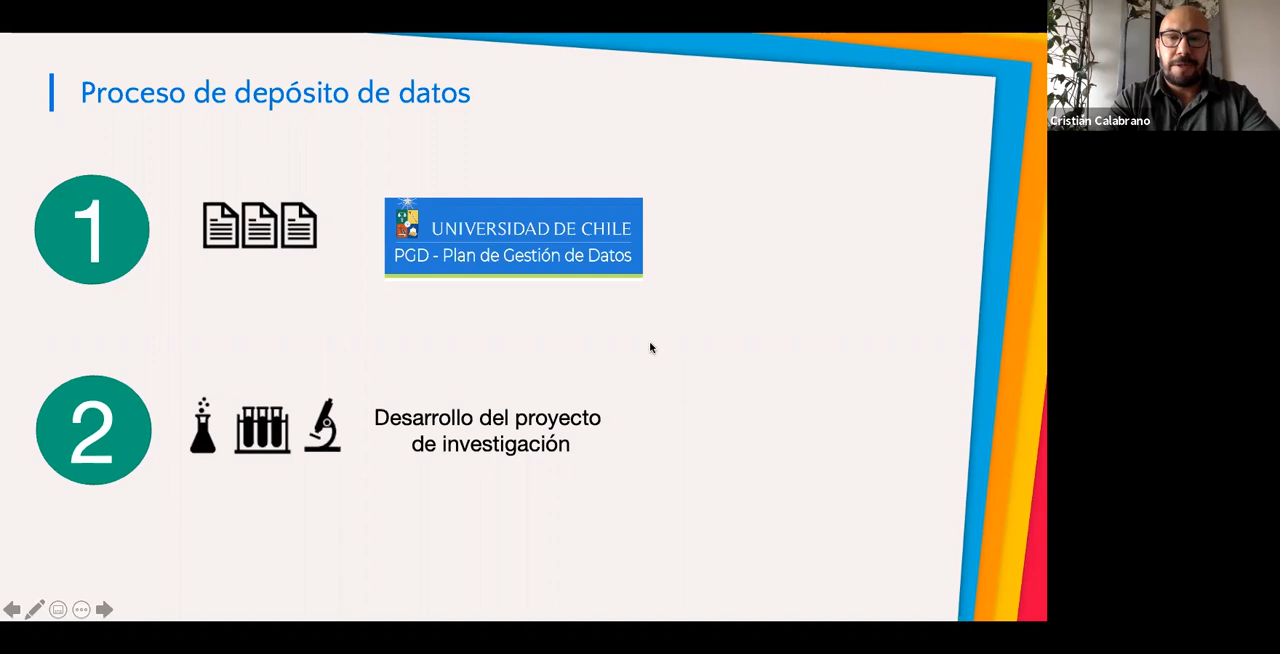 Proceso de depósito de datos
Cristián Calabrano
1
UNIVERSIDAD DE CHILE
PGD - Plan de Gestión de Datos
2
Desarrollo del proyecto
de investigación